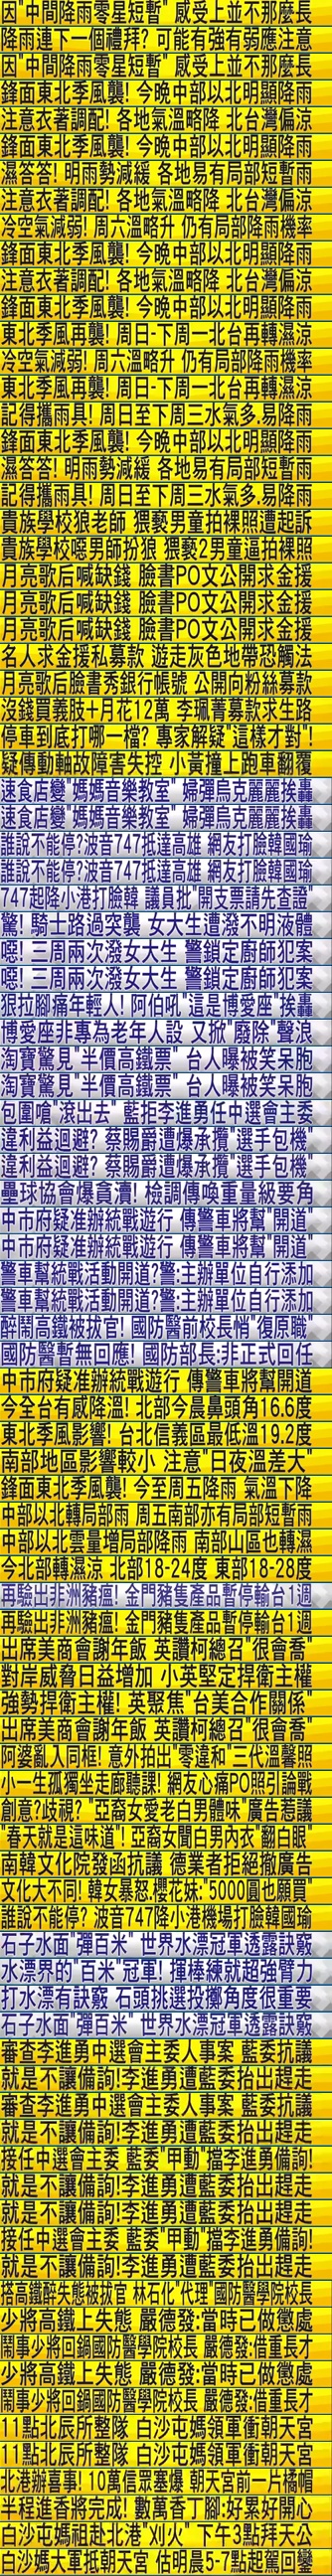 因"中間降雨零星短暫" 感受上並不那麼長
降雨連下一個禮拜? 可能有強有弱應注意
因"中間降雨零星短暫" 感受上並不那麼長
鋒面東北季風襲! 今晚中部以北明顯降雨
注意衣著調配! 各地氣溫略降 北台灣偏涼
鋒面東北季風襲! 今晚中部以北明顯降雨
濕答答! 明雨勢減緩 各地易有局部短暫雨
注意衣著調配! 各地氣溫略降 北台灣偏涼
冷空氣減弱! 周六溫略升 仍有局部降雨機率
鋒面東北季風襲! 今晚中部以北明顯降雨
注意衣著調配! 各地氣溫略降 北台灣偏涼
鋒面東北季風襲! 今晚中部以北明顯降雨
東北季風再襲! 周日-下周一北台再轉濕涼
冷空氣減弱! 周六溫略升 仍有局部降雨機率
東北季風再襲! 周日-下周一北台再轉濕涼
記得攜雨具! 周日至下周三水氣多.易降雨
鋒面東北季風襲! 今晚中部以北明顯降雨
濕答答! 明雨勢減緩 各地易有局部短暫雨
記得攜雨具! 周日至下周三水氣多.易降雨
貴族學校狼老師 猥褻男童拍裸照遭起訴
貴族學校噁男師扮狼 猥褻2男童逼拍裸照
月亮歌后喊缺錢 臉書PO文公開求金援
月亮歌后喊缺錢 臉書PO文公開求金援
月亮歌后喊缺錢 臉書PO文公開求金援
名人求金援私募款 遊走灰色地帶恐觸法
月亮歌后臉書秀銀行帳號 公開向粉絲募款
沒錢買義肢+月花12萬 李珮菁募款求生路
停車到底打哪一檔? 專家解疑"這樣才對"!
疑傳動軸故障害失控 小黃撞上跑車翻覆
速食店變"媽媽音樂教室" 婦彈烏克麗麗挨轟
速食店變"媽媽音樂教室" 婦彈烏克麗麗挨轟
誰說不能停?波音747抵達高雄 網友打臉韓國瑜
誰說不能停?波音747抵達高雄 網友打臉韓國瑜
747起降小港打臉韓 議員批"開支票請先查證"
驚! 騎士路過突襲 女大生遭潑不明液體
噁! 三周兩次潑女大生 警鎖定廚師犯案
噁! 三周兩次潑女大生 警鎖定廚師犯案
狠拉腳痛年輕人! 阿伯吼"這是博愛座"挨轟
博愛座非專為老年人設 又掀"廢除"聲浪
淘寶驚見"半價高鐵票" 台人曝被笑呆胞
淘寶驚見"半價高鐵票" 台人曝被笑呆胞
包圍嗆"滾出去" 藍拒李進勇任中選會主委
違利益迴避? 蔡賜爵遭爆承攬"選手包機"
違利益迴避? 蔡賜爵遭爆承攬"選手包機"
壘球協會爆貪瀆! 檢調傳喚重量級要角
中市府疑准辦統戰遊行 傳警車將幫"開道"
中市府疑准辦統戰遊行 傳警車將幫"開道"
警車幫統戰活動開道?警:主辦單位自行添加
警車幫統戰活動開道?警:主辦單位自行添加
醉鬧高鐵被拔官! 國防醫前校長悄"復原職"
國防醫暫無回應! 國防部長:非正式回任
中市府疑准辦統戰遊行 傳警車將幫開道
今全台有感降溫! 北部今晨鼻頭角16.6度
東北季風影響! 台北信義區最低溫19.2度
南部地區影響較小 注意"日夜溫差大"
鋒面東北季風襲! 今至周五降雨 氣溫下降
中部以北轉局部雨 周五南部亦有局部短暫雨
中部以北雲量增局部降雨 南部山區也轉濕
今北部轉濕涼 北部18-24度 東部18-28度
再驗出非洲豬瘟! 金門豬隻產品暫停輸台1週
再驗出非洲豬瘟! 金門豬隻產品暫停輸台1週
出席美商會謝年飯 英讚柯總召"很會喬"
對岸威脅日益增加 小英堅定捍衛主權
強勢捍衛主權! 英聚焦"台美合作關係"
出席美商會謝年飯 英讚柯總召"很會喬"
阿婆亂入同框! 意外拍出"零違和"三代溫馨照
小一生孤獨坐走廊聽課! 網友心痛PO照引論戰
創意?歧視? "亞裔女愛老白男體味"廣告惹議
"春天就是這味道"! 亞裔女聞白男內衣"翻白眼"
南韓文化院發函抗議 德業者拒絕撤廣告
文化大不同! 韓女暴怒.櫻花妹:"5000圓也願買"
誰說不能停? 波音747降小港機場打臉韓國瑜
石子水面"彈百米" 世界水漂冠軍透露訣竅
水漂界的"百米"冠軍! 揮棒練就超強臂力
打水漂有訣竅 石頭挑選投擲角度很重要
石子水面"彈百米" 世界水漂冠軍透露訣竅
審查李進勇中選會主委人事案 藍委抗議
就是不讓備詢!李進勇遭藍委抬出趕走
審查李進勇中選會主委人事案 藍委抗議
就是不讓備詢!李進勇遭藍委抬出趕走
接任中選會主委 藍委"甲動"擋李進勇備詢!
就是不讓備詢!李進勇遭藍委抬出趕走
就是不讓備詢!李進勇遭藍委抬出趕走
接任中選會主委 藍委"甲動"擋李進勇備詢!
就是不讓備詢!李進勇遭藍委抬出趕走
搭高鐵醉失態被拔官 林石化"代理"國防醫學院校長
少將高鐵上失態 嚴德發:當時已做懲處
鬧事少將回鍋國防醫學院校長 嚴德發:借重長才
少將高鐵上失態 嚴德發:當時已做懲處
鬧事少將回鍋國防醫學院校長 嚴德發:借重長才
11點北辰所整隊 白沙屯媽領軍衝朝天宮
11點北辰所整隊 白沙屯媽領軍衝朝天宮
北港辦喜事! 10萬信眾塞爆 朝天宮前一片橘帽
半程進香將完成! 數萬香丁腳:好累好開心
白沙屯媽祖赴北港"刈火" 下午3點拜天公
白沙媽大軍抵朝天宮 估明晨5-7點起駕回鑾